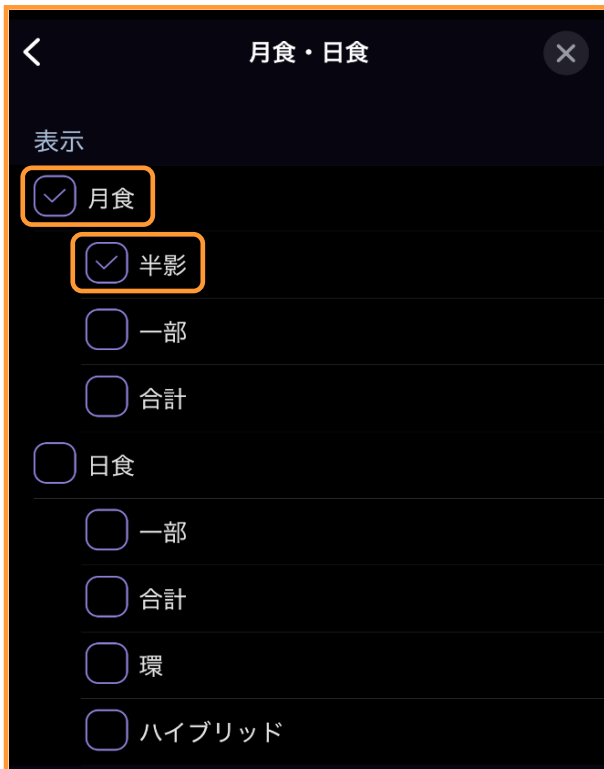 月食・日食
表示
月食
半影
一部
合計
日食
一部
合計
環
ハイブリッド